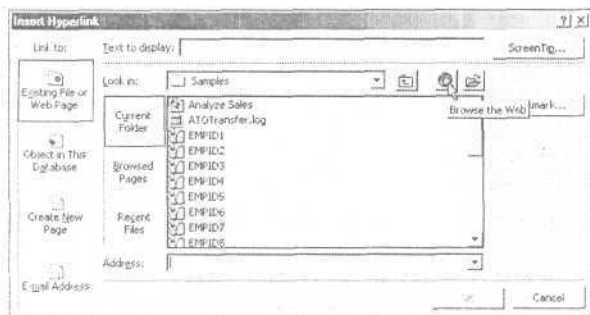 Insert Hyperlink
Link to:
Text to display:
ScreenTip...
Existing File or
Web Page
Look in:
Samples
Browse the Web
mark...
Current
Folder
Analyze Sales
ATOTransfer.log
EMPID1
EMPID2
EMPID3
EMPID4
EMPID5
EMPID6
EMPID7
EMPID8
Object in This
Database
Browsed
Pages
Create New
Page
Recent
Files
Address:
E-mail Address
Cancel